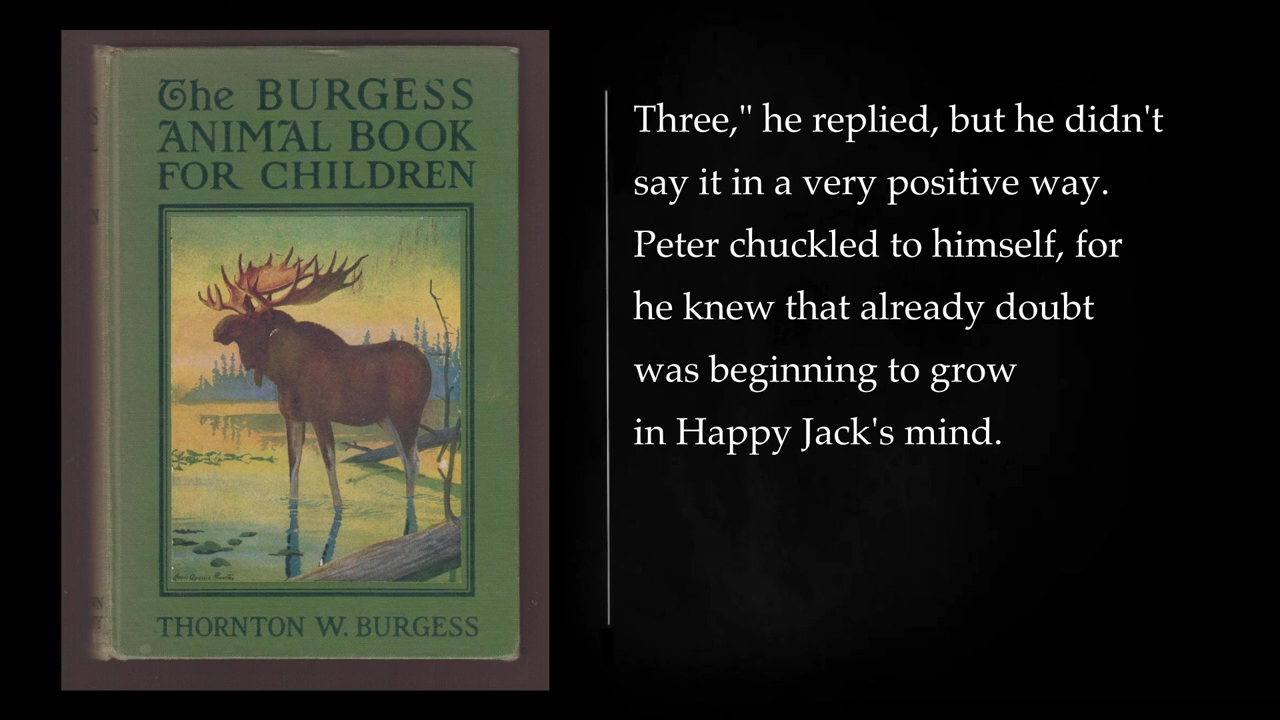 The BURGESS
ANIMAL BOOK
FOR CHILDREN
THORNTON W. BURGESS
Three," he replied, but he didn't
say it in a very positive way.
Peter chuckled to himself, for
he knew that already doubt
was beginning to grow
in Happy Jack's mind.